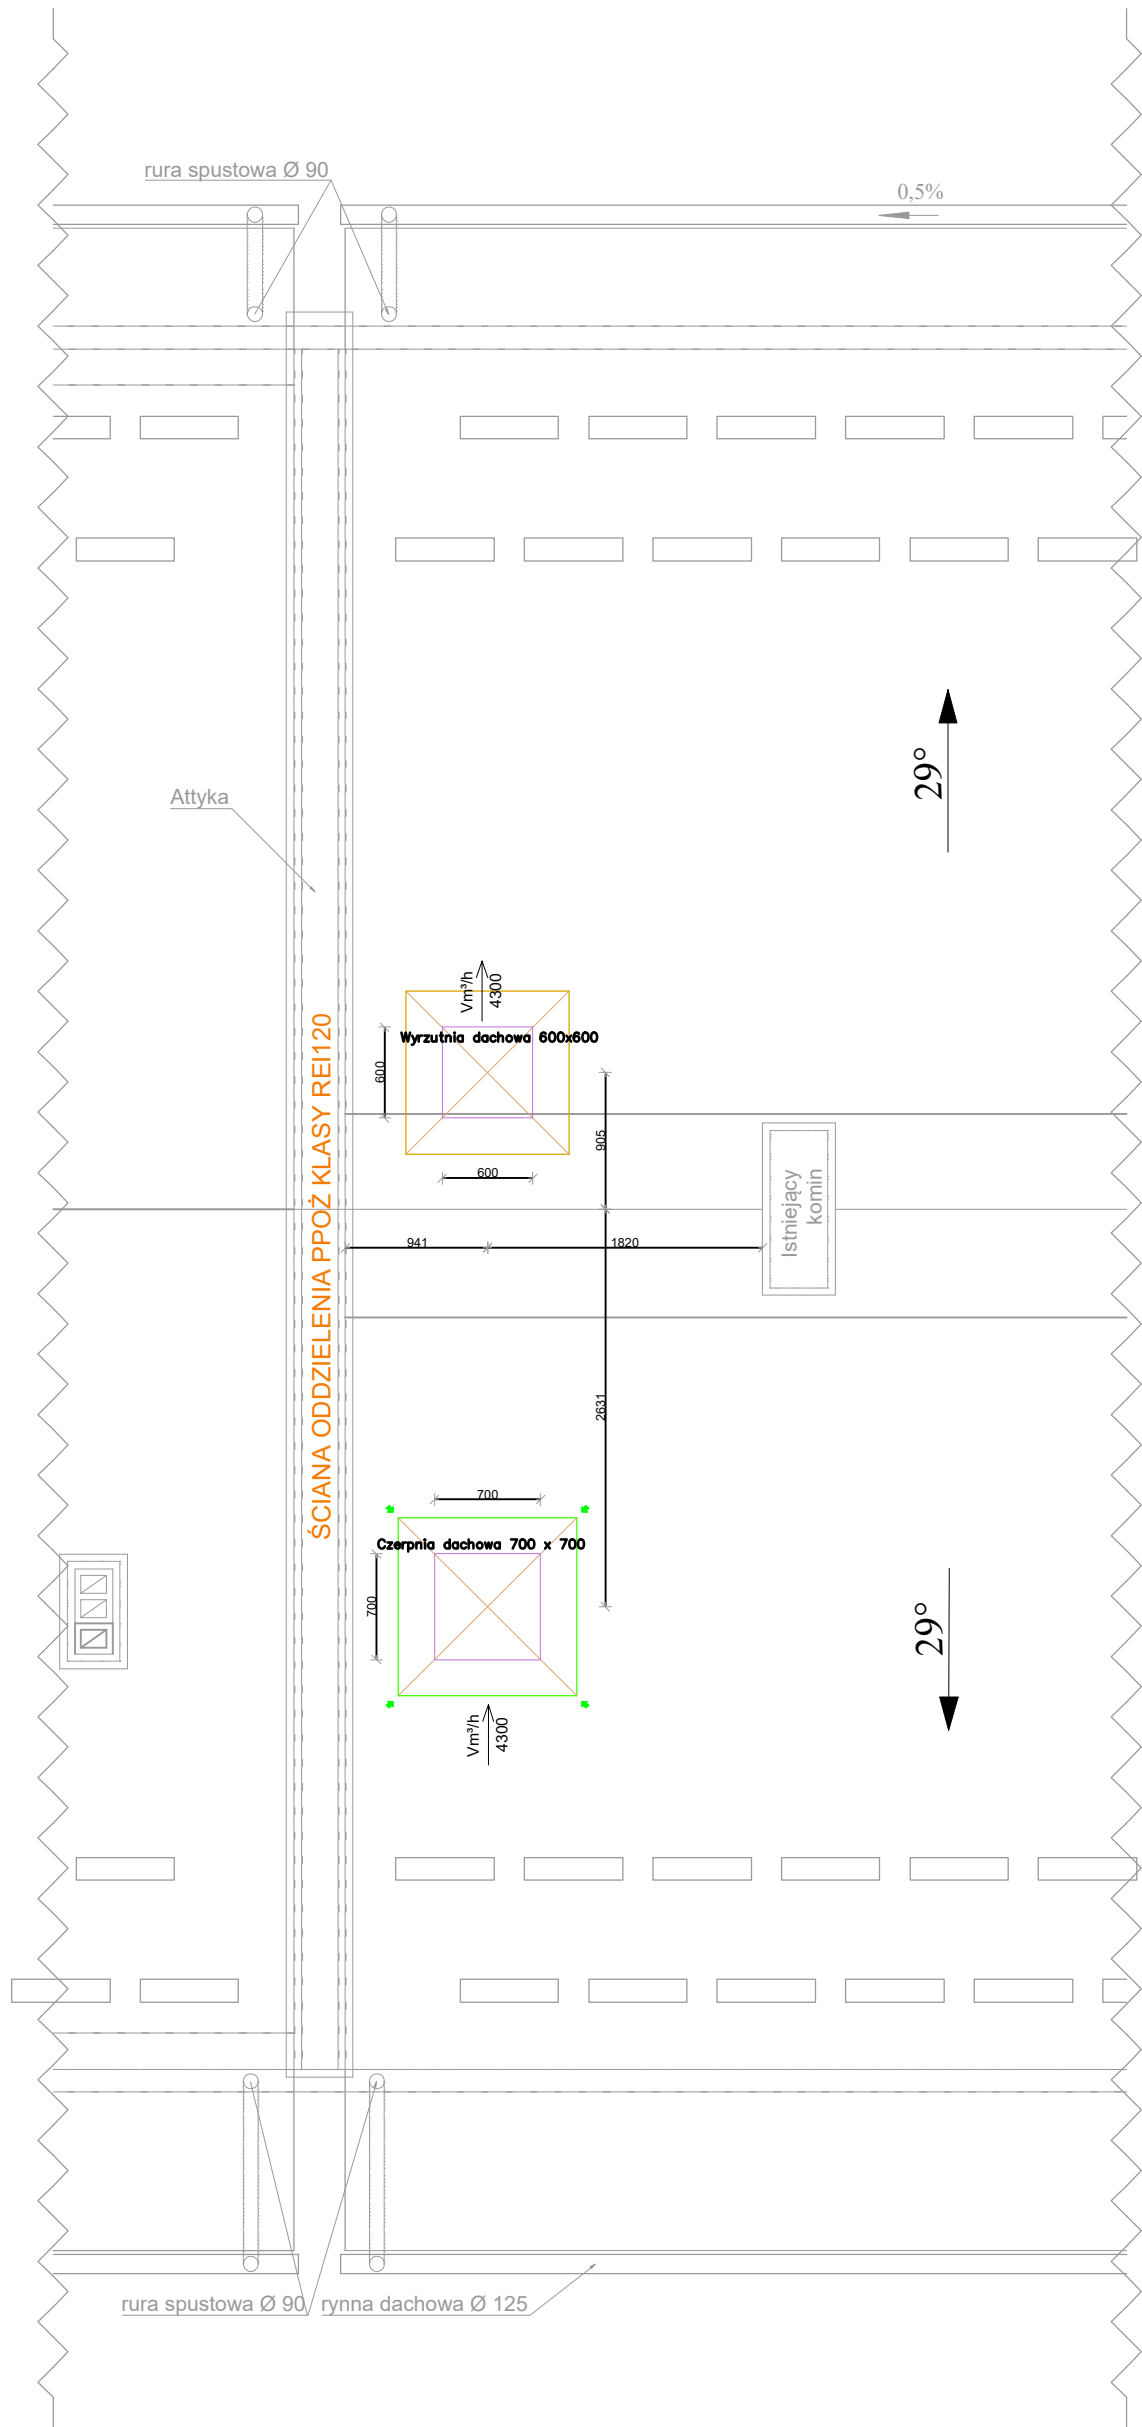 rura spustowa Ø 90
0,5%
29°
Attyka
Vm³/h
4300
Wyrzutnia dachowa 600x600
600
600
905
ŚCIANA ODDZIELENIA PPOŻ KLASY REI120
Istniejący
komin
941
1820
2631
700
Czerpnia dachowa 700 x 700
700
29°
Vm³/h
4300
rura spustowa Ø 90
rynna dachowa Ø 125